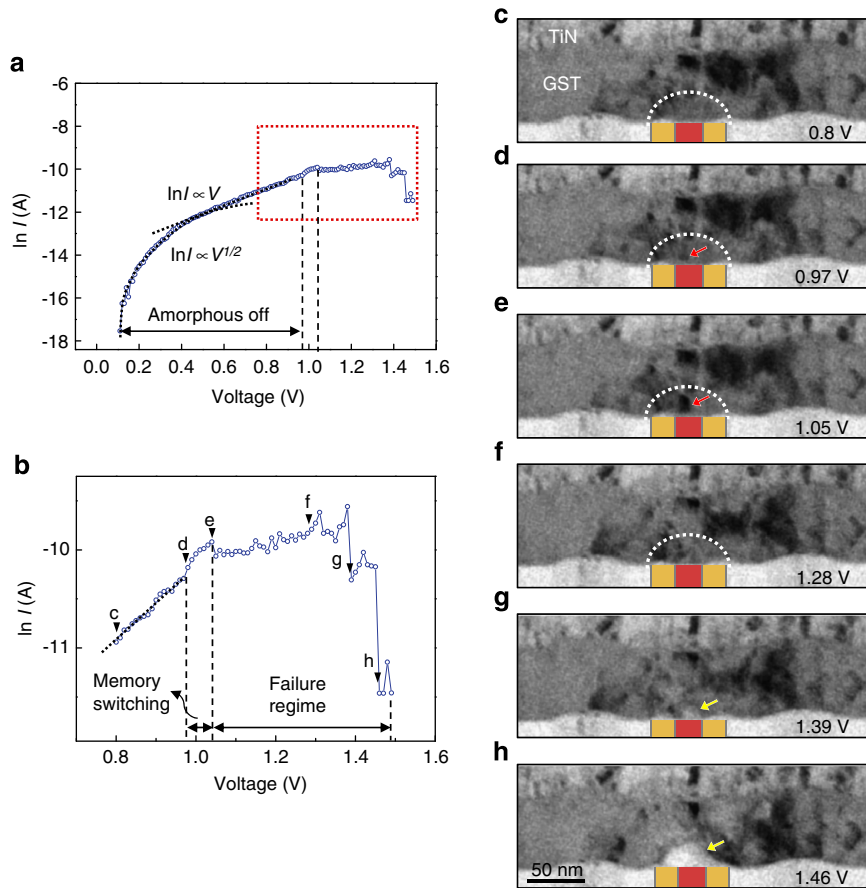 a
-6
-8
-10
-12
-14
-16
-18
ln I (A)
lnI ∝ V
lnI ∝ V1/2
Amorphous off
0.0 0.2 0.4 0.6 0.8 1.0 1.2 1.4 1.6
Voltage (V)
b
-10
-11
ln I (A)
c
d
e
f
g
h
Memory
switching
Failure
regime
0.8 1.0 1.2 1.4 1.6
Voltage (V)
c
TiN
GST
0.8 V
d
0.97 V
e
1.05 V
f
1.28 V
g
1.39 V
h
50 nm
1.46 V